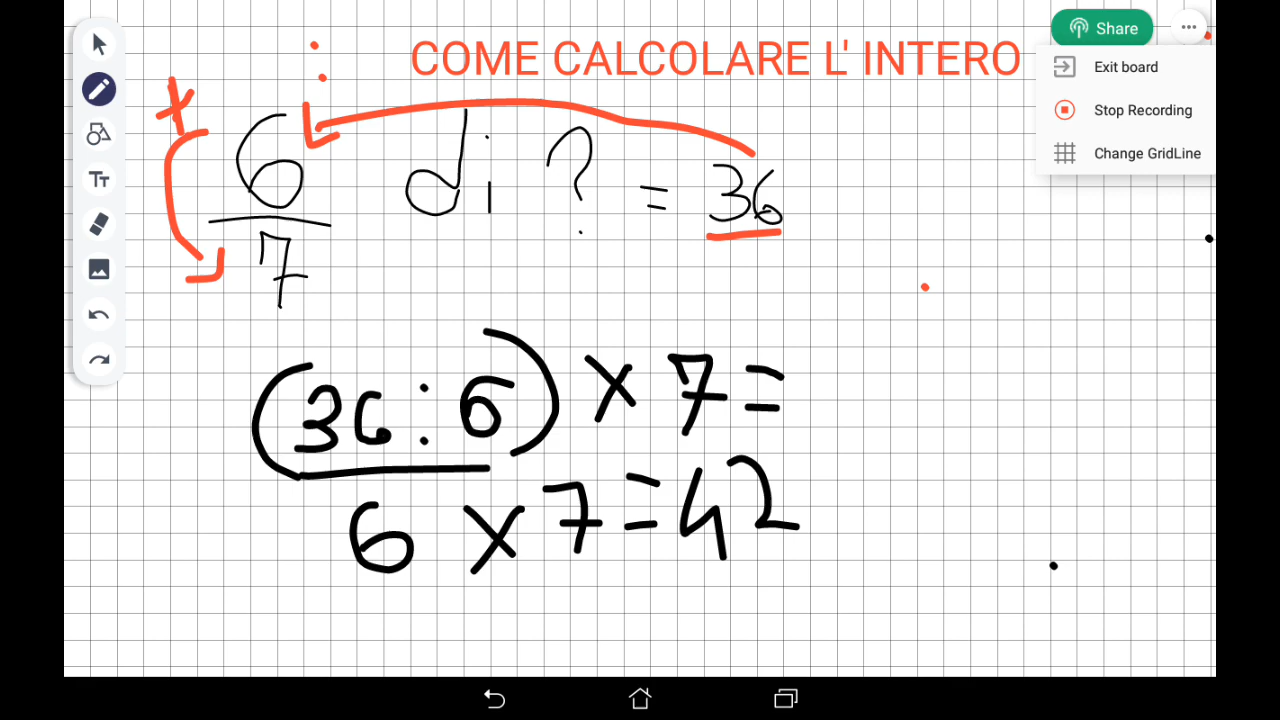 COME CALCOLARE L' INTERO
Share
Exit board
Stop Recording
Change GridLine
Tт
x :
6/7 di ? = 36
(36:6) x 7 =
6 x 7 = 42